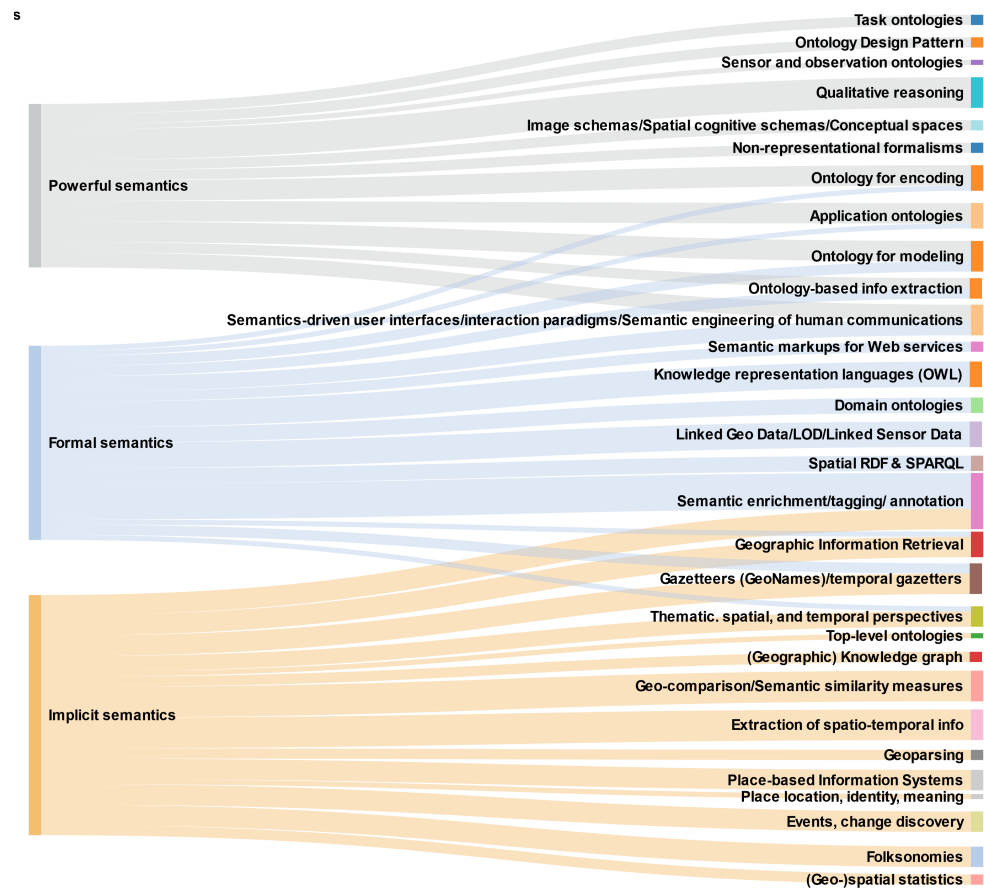 s
Task ontologies
Ontology Design Pattern
Sensor and observation ontologies
Qualitative reasoning
Image schemas/Spatial cognitive schemas/Conceptual spaces
Non-representational formalisms
Ontology for encoding
Powerful semantics
Application ontologies
Ontology for modeling
Ontology-based info extraction
Semantics-driven user interfaces/interaction paradigms/Semantic engineering of human communications
Semantic markups for Web services
Knowledge representation languages (OWL)
Domain ontologies
Linked Geo Data/LOD/Linked Sensor Data
Formal semantics
Spatial RDF & SPARQL
Semantic enrichment/tagging/ annotation
Geographic Information Retrieval
Gazetteers (GeoNames)/temporal gazetters
Thematic. spatial, and temporal perspectives
Top-level ontologies
(Geographic) Knowledge graph
Geo-comparison/Semantic similarity measures
Implicit semantics
Extraction of spatio-temporal info
Geoparsing
Place-based Information Systems
Place location, identity, meaning
Events, change discovery
Folksonomies
(Geo-)spatial statistics